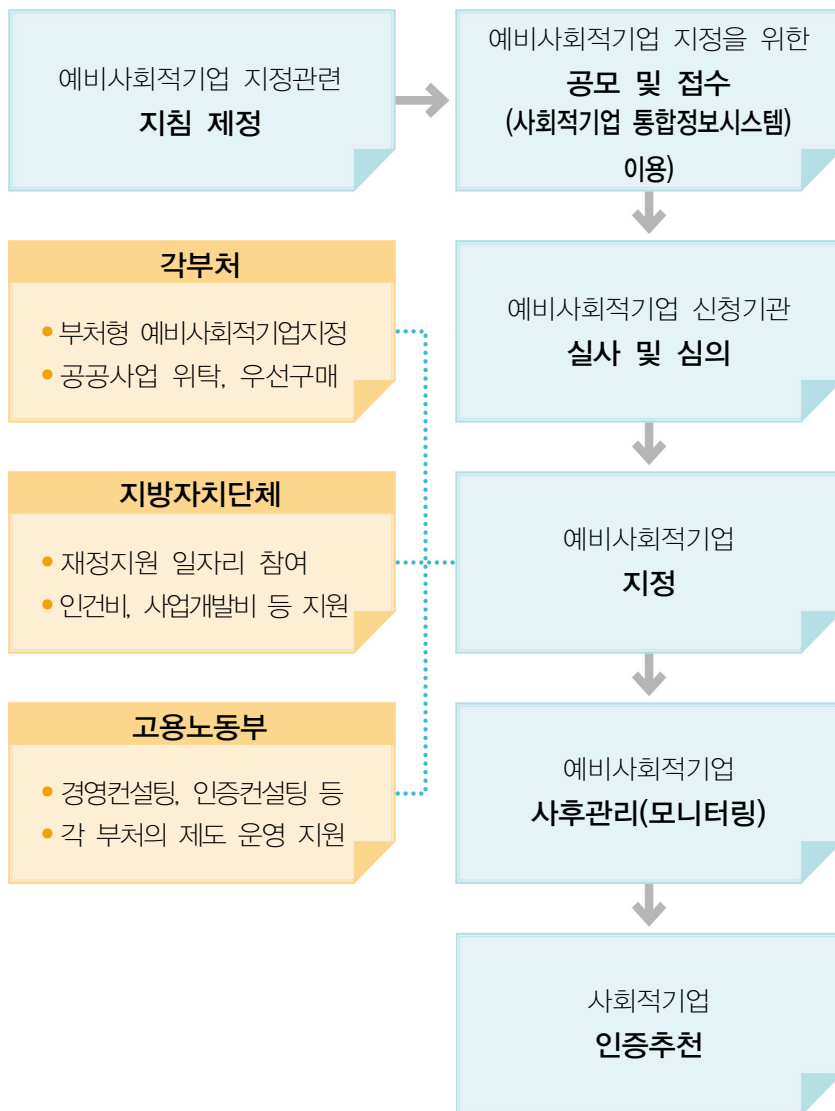 예비사회적기업 지정관련
지침 제정
예비사회적기업 지정을 위한
공모 및 접수
(사회적기업 통합정보시스템)
이용)
각부처
• 부처형 예비사회적기업지정
• 공공사업 위탁, 우선구매
예비사회적기업 신청기관
실사 및 심의
지방자치단체
• 재정지원 일자리 참여
• 인건비, 사업개발비 등 지원
예비사회적기업
지정
고용노동부
• 경영컨설팅, 인증컨설팅 등
• 각 부처의 제도 운영 지원
예비사회적기업
사후관리(모니터링)
사회적기업
인증추천